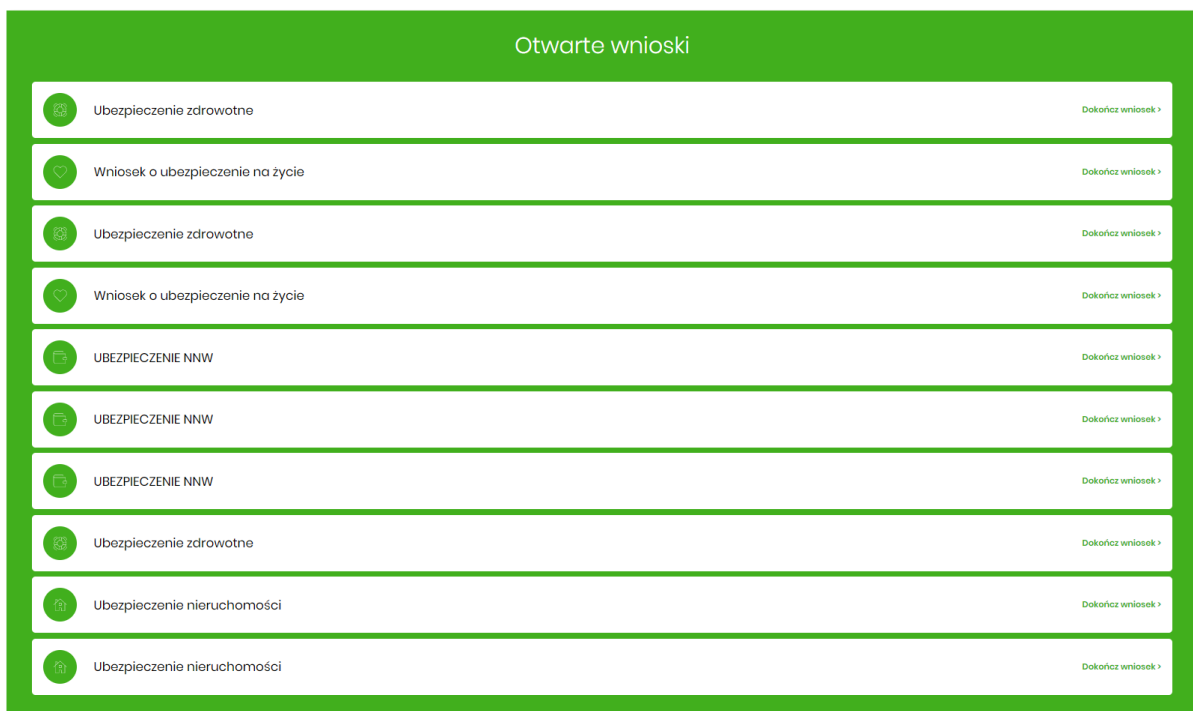 Otwarte wnioski
Ubezpieczenie zdrowotne Dokończ wniosek >
Wniosek o ubezpieczenie na życie Dokończ wniosek >
Ubezpieczenie zdrowotne Dokończ wniosek >
Wniosek o ubezpieczenie na życie Dokończ wniosek >
UBEZPIECZENIE NNW Dokończ wniosek >
UBEZPIECZENIE NNW Dokończ wniosek >
UBEZPIECZENIE NNW Dokończ wniosek >
Ubezpieczenie zdrowotne Dokończ wniosek >
Ubezpieczenie nieruchomości Dokończ wniosek >
Ubezpieczenie nieruchomości Dokończ wniosek >